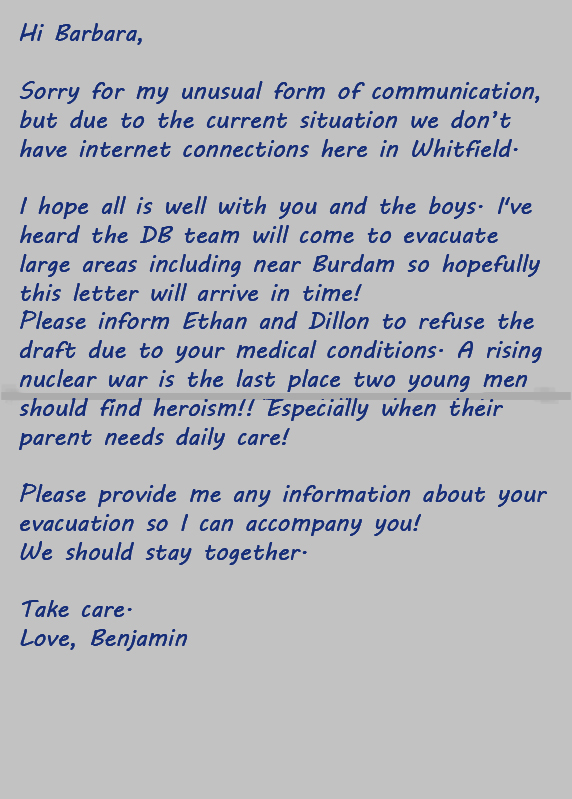 Hi Barbara,
Sorry for my unusual form of communication,
but due to the current situation we don’t
have internet connections here in Whitfield.
I hope all is well with you and the boys. I've
heard the DB team will come to evacuate
large areas including near Burdam so hopefully
this letter will arrive in time!
Please inform Ethan and Dillon to refuse the
draft due to your medical conditions. A rising
nuclear war is the last place two young men
should find heroism!! Especially when their
parent needs daily care!
Please provide me any information about your
evacuation so I can accompany you!
We should stay together.
Take care.
Love, Benjamin